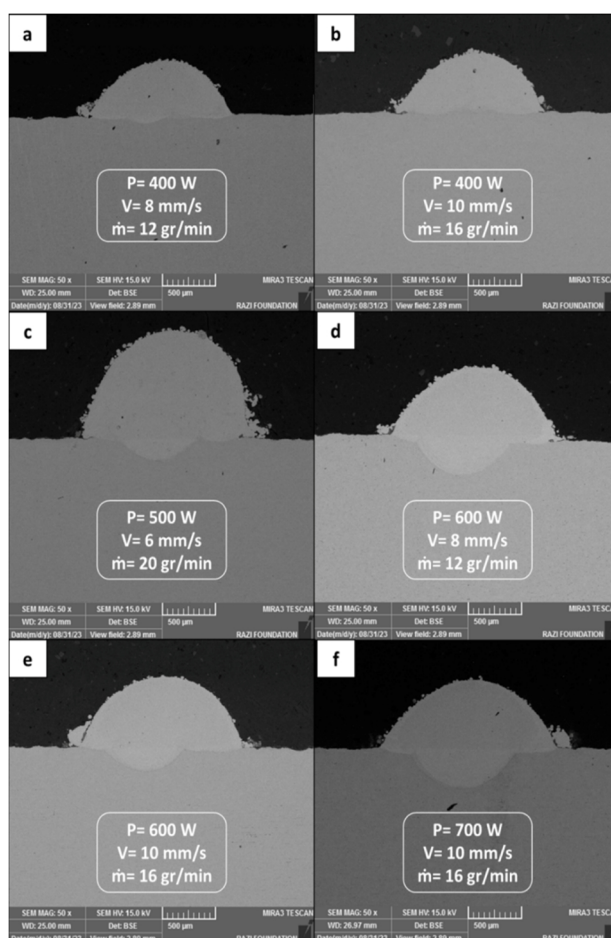 a
P= 400 W
V= 8 mm/s
ṁ= 12 gr/min
SEM MAG: 50 x SEM HV: 15.0 kV MIRA3 TESCAN
WD: 25.00 mm Det: BSE 500 µm
Date(m/d/y): 08/31/23 View field: 2.89 mm RAZI FOUNDATION
b
P= 400 W
V= 10 mm/s
ṁ= 16 gr/min
SEM MAG: 50 x SEM HV: 15.0 kV MIRA3 TESCAN
WD: 25.00 mm Det: BSE 500 µm
Date(m/d/y): 08/31/23 View field: 2.89 mm RAZI FOUNDATION
c
P= 500 W
V= 6 mm/s
ṁ= 20 gr/min
SEM MAG: 50 x SEM HV: 15.0 kV MIRA3 TESCAN
WD: 25.00 mm Det: BSE 500 µm
Date(m/d/y): 08/31/23 View field: 2.89 mm RAZI FOUNDATION
d
P= 600 W
V= 8 mm/s
ṁ= 12 gr/min
SEM MAG: 50 x SEM HV: 15.0 kV MIRA3 TESCAN
WD: 25.00 mm Det: BSE 500 µm
Date(m/d/y): 08/31/23 View field: 2.89 mm RAZI FOUNDATION
e
P= 600 W
V= 10 mm/s
ṁ= 16 gr/min
SEM MAG: 50 x SEM HV: 15.0 kV MIRA3 TESCAN
WD: 25.00 mm Det: BSE 500 µm
f
P= 700 W
V= 10 mm/s
ṁ= 16 gr/min
SEM MAG: 50 x SEM HV: 15.0 kV MIRA3 TESCAN
WD: 26.97 mm Det: BSE 500 µm